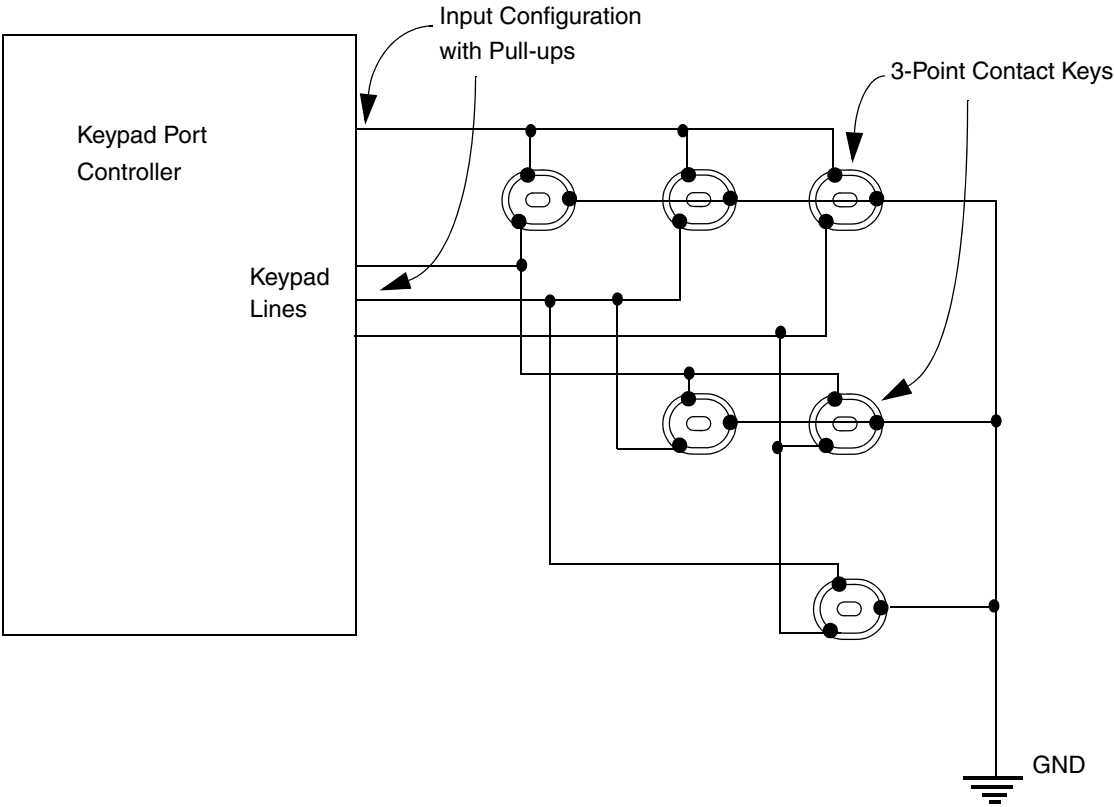 Input Configuration
with Pull-ups
3-Point Contact Keys
Keypad Port
Controller
Keypad
Lines
GND